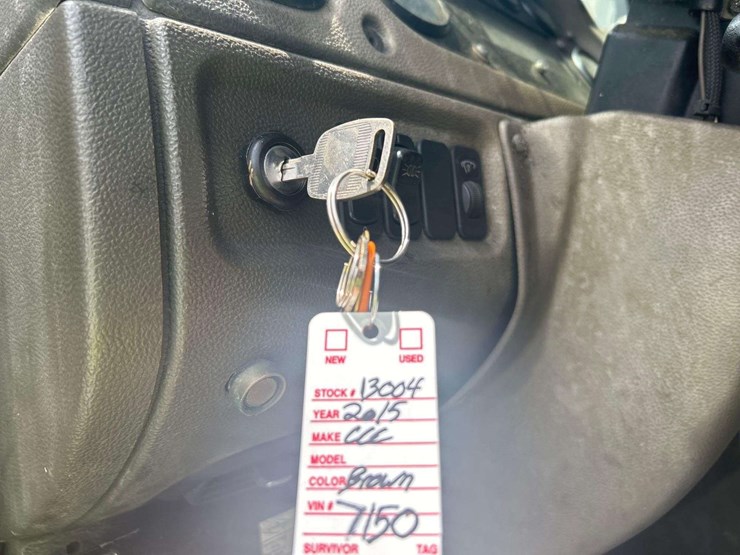 NEW USED
STOCK # 13004
YEAR 2015
MAKE CCC
MODEL
COLOR Brown
VIN # 7150
SURVIVOR TAG